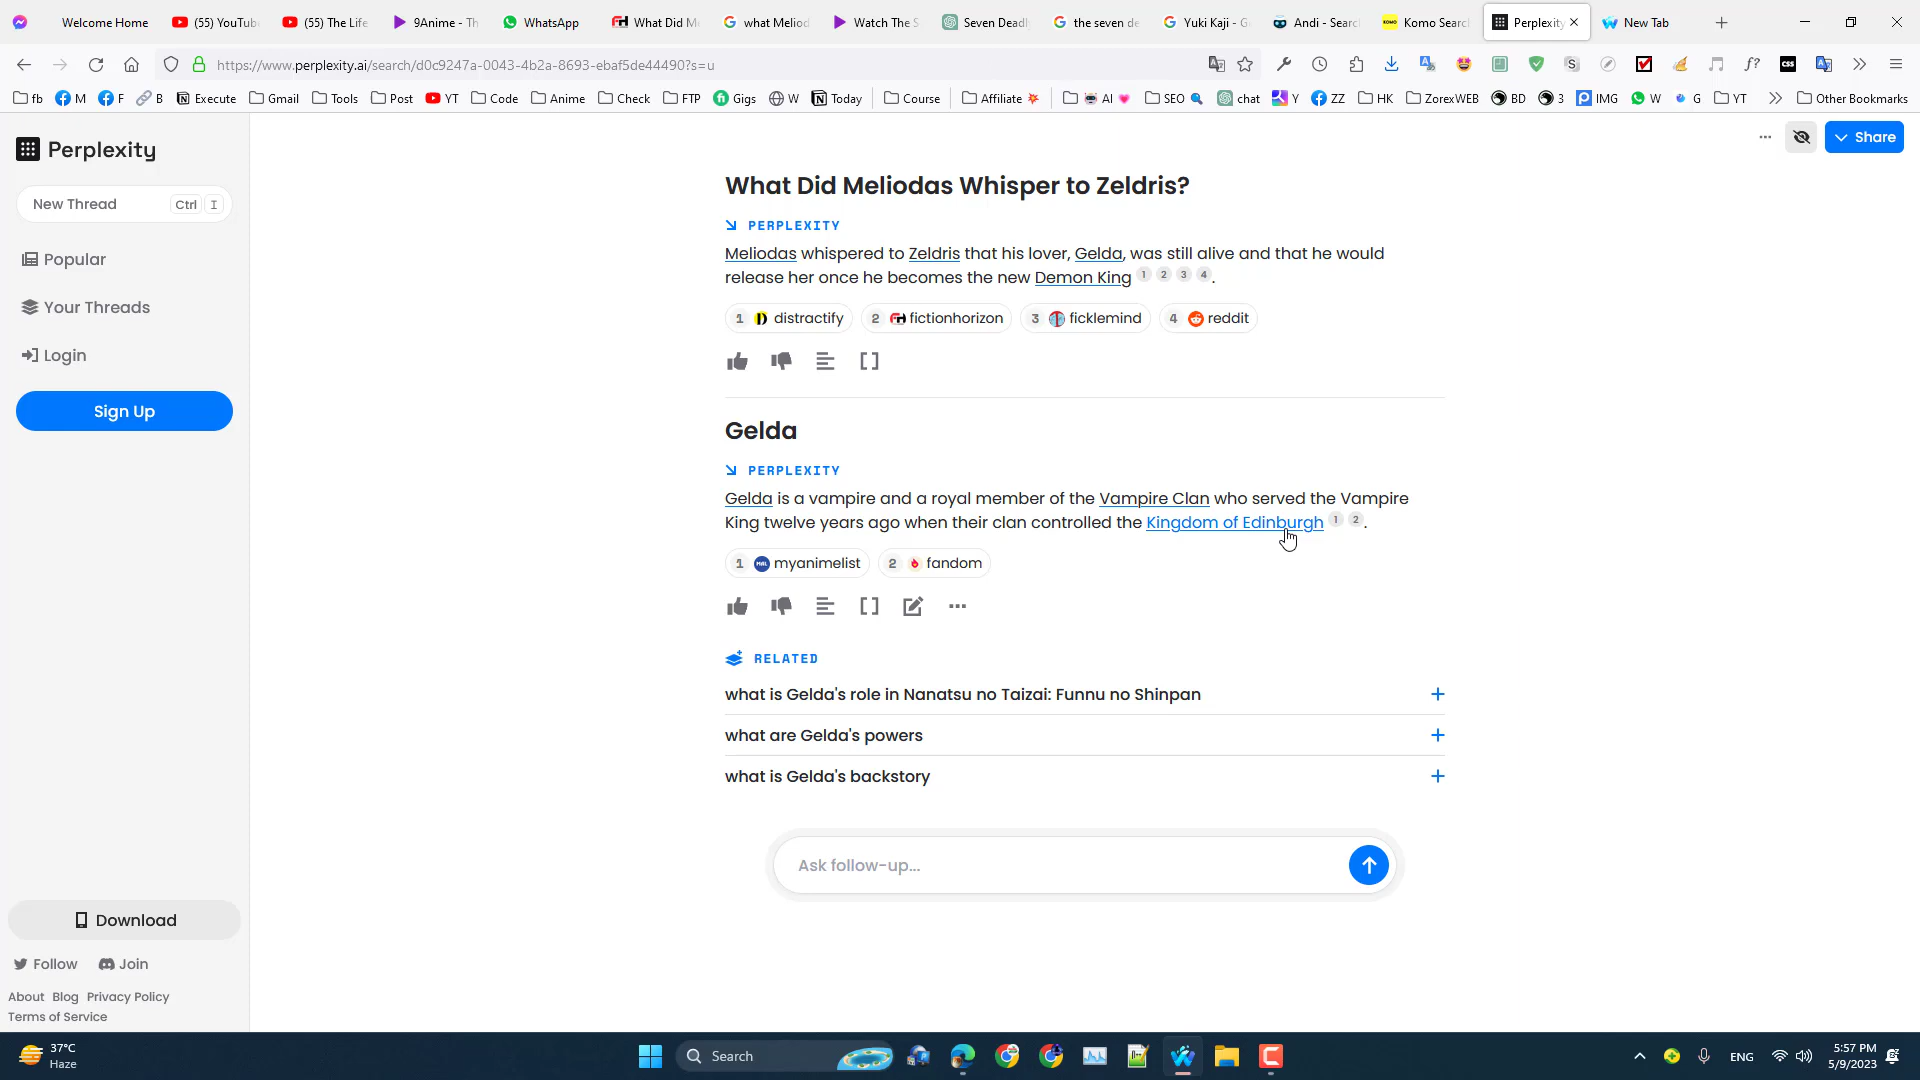 Welcome Home
(55) YouTub
(55) The Life
9Anime - Th
WhatsApp
What Did M
what Meliod
Watch The S
Seven Deadl
the seven de
Yuki Kaji - G
Andi - Searc
Komo Searc
Perplexity
New Tab
https://www.perplexity.ai/search/d0c9247a-0043-4b2a-8693-ebaf5de44490?s=u
fb
M
F
B
Execute
Gmail
Tools
Post
YT
Code
Anime
Check
FTP
Gigs
W
Today
Course
Affiliate
AI
SEO
chat
Y
ZZ
HK
ZorexWEB
BD
3
IMG
W
G
YT
Other Bookmarks
Perplexity
New Thread Ctrl I
Popular
Your Threads
Login
Sign Up
Download
Follow Join
About Blog Privacy Policy
Terms of Service
Share
What Did Meliodas Whisper to Zeldris?
PERPLEXITY
Meliodas whispered to Zeldris that his lover, Gelda, was still alive and that he would
release her once he becomes the new Demon King 1 2 3 4.
1 distractify 2 fictionhorizon 3 ficklemind 4 reddit
Gelda
PERPLEXITY
Gelda is a vampire and a royal member of the Vampire Clan who served the Vampire
King twelve years ago when their clan controlled the Kingdom of Edinburgh 1 2.
1 myanimelist 2 fandom
RELATED
what is Gelda's role in Nanatsu no Taizai: Funnu no Shinpan
what are Gelda's powers
what is Gelda's backstory
Ask follow-up...
37°C
Haze
Search
ENG
5:57 PM
5/9/2023